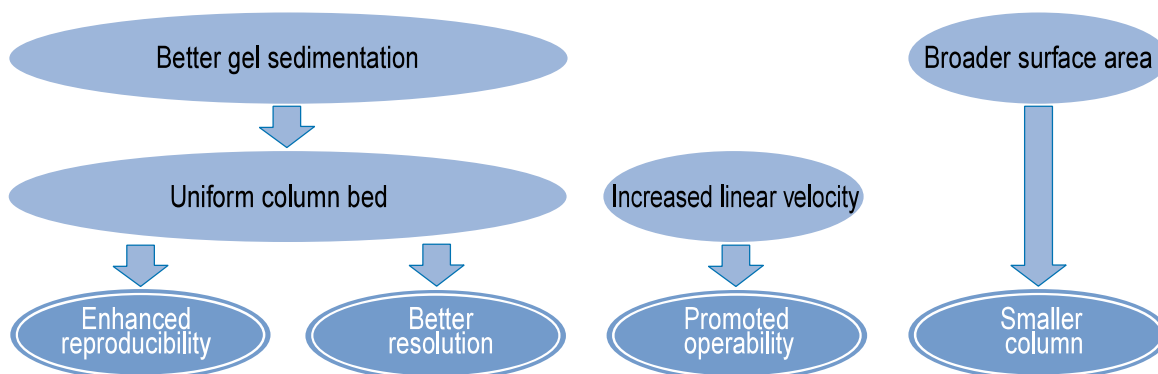 Better gel sedimentation
Broader surface area
Uniform column bed
Increased linear velocity
Enhanced
reproducibility
Better
resolution
Promoted
operability
Smaller
column